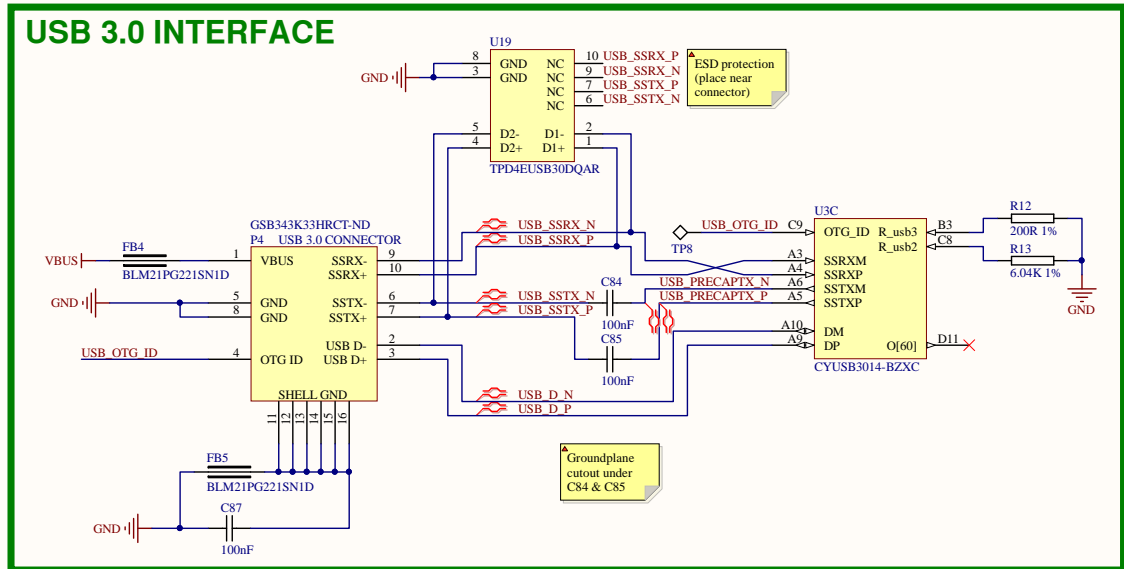 USB 3.0 INTERFACE
U19
8 GND NC 10 USB_SSRX_P
GND 3 GND NC 9 USB_SSRX_N
NC 7 USB_SSTX_P
NC 6 USB_SSTX_N
ESD protection
(place near
connector)
5 D2- D1- 2
4 D2+ D1+ 1
TPD4EUSB30DQAR
GSB343K33HRCT-ND
P4 USB 3.0 CONNECTOR
FB4
VBUS
BLM21PG221SN1D
1 VBUS SSRX- 9
SSRX+ 10
GND 5 GND SSTX- 6
8 GND SSTX+ 7
USB D- 2
USB_OTG_ID 4 OTG ID USB D+ 3
SHELL GND
11 12 13 14 15 16
USB_SSRX_N
USB_SSRX_P
USB_SSTX_N
USB_SSTX_P
USB_D_N
USB_D_P
C84
100nF
C85
100nF
USB_PRECAPTX_N
USB_PRECAPTX_P
TP8
USB_OTG_ID
U3C
C9 OTG_ID R_usb3 B3
R_usb2 C8
A3 SSRXM
A4 SSRXP
A6 SSTXM
A5 SSTXP
A10 DM
A9 DP O[60] D11
CYUSB3014-BZXC
R12
200R 1%
R13
6.04K 1%
GND
FB5
BLM21PG221SN1D
C87
GND
100nF
Groundplane
cutout under
C84 & C85